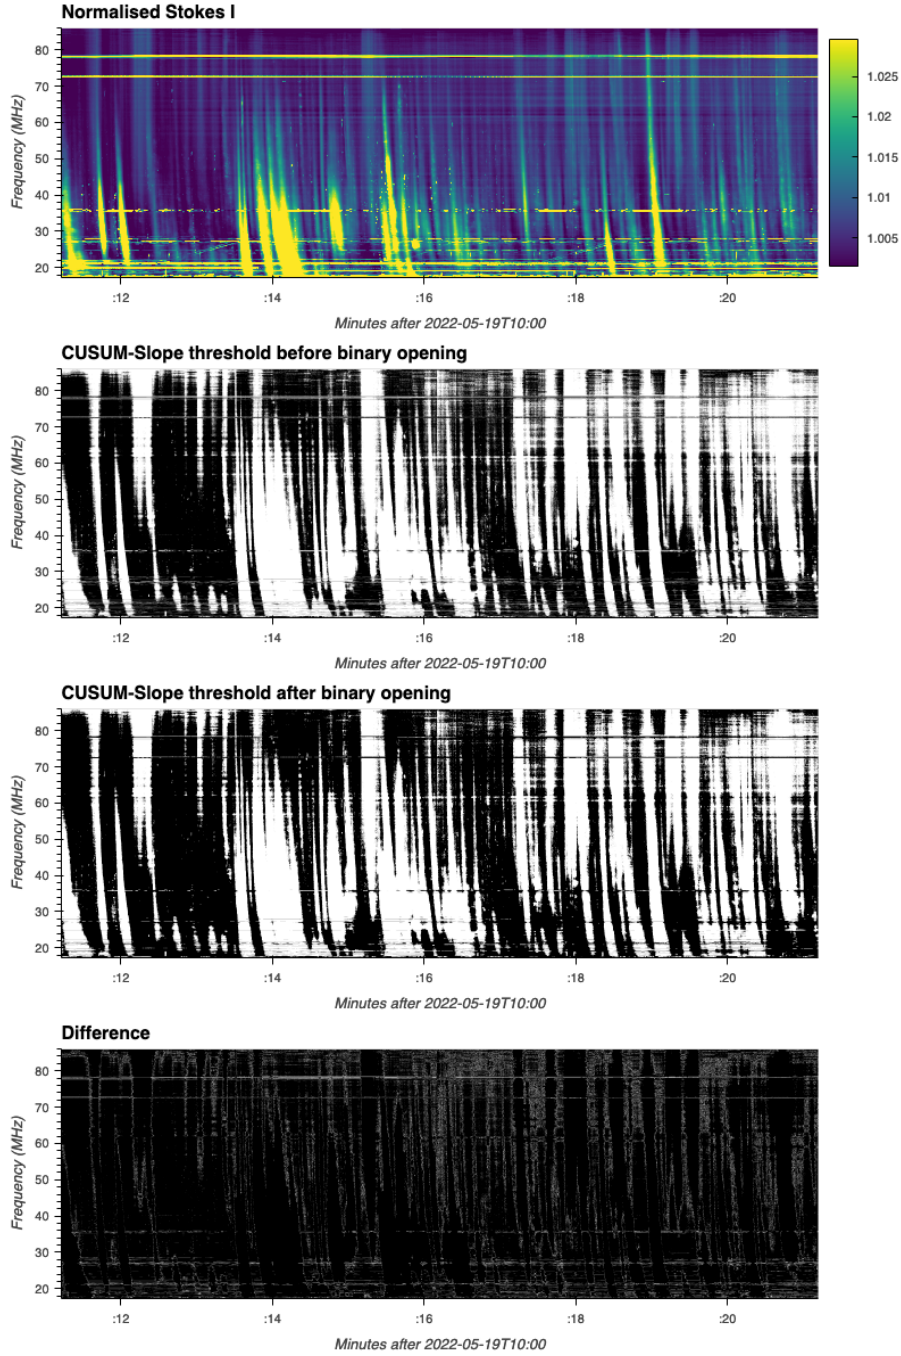 Normalised Stokes I
80
70
60
50
40
30
20
Frequency (MHz)
1.025
1.02
1.015
1.01
1.005
:12 :14 :16 :18 :20
Minutes after 2022-05-19T10:00
CUSUM-Slope threshold before binary opening
80
70
60
50
40
30
20
Frequency (MHz)
:12 :14 :16 :18 :20
Minutes after 2022-05-19T10:00
CUSUM-Slope threshold after binary opening
80
70
60
50
40
30
20
Frequency (MHz)
:12 :14 :16 :18 :20
Minutes after 2022-05-19T10:00
Difference
80
70
60
50
40
30
20
Frequency (MHz)
:12 :14 :16 :18 :20
Minutes after 2022-05-19T10:00